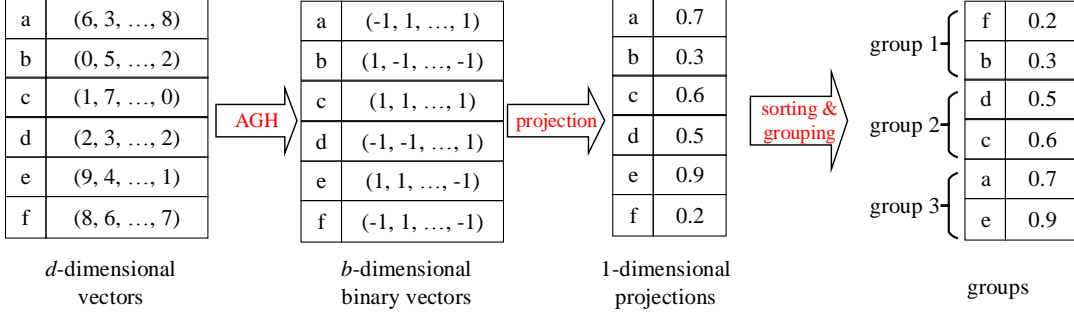 a (6, 3, …, 8)
b (0, 5, …, 2)
c (1, 7, …, 0)
d (2, 3, …, 2)
e (9, 4, …, 1)
f (8, 6, …, 7)
d-dimensional
vectors
AGH
a (-1, 1, …, 1)
b (1, -1, …, -1)
c (1, 1, …, 1)
d (-1, -1, …, 1)
e (1, 1, …, -1)
f (-1, 1, …, -1)
b-dimensional
binary vectors
projection
a 0.7
b 0.3
c 0.6
d 0.5
e 0.9
f 0.2
1-dimensional
projections
sorting &
grouping
group 1
group 2
group 3
f 0.2
b 0.3
d 0.5
c 0.6
a 0.7
e 0.9
groups